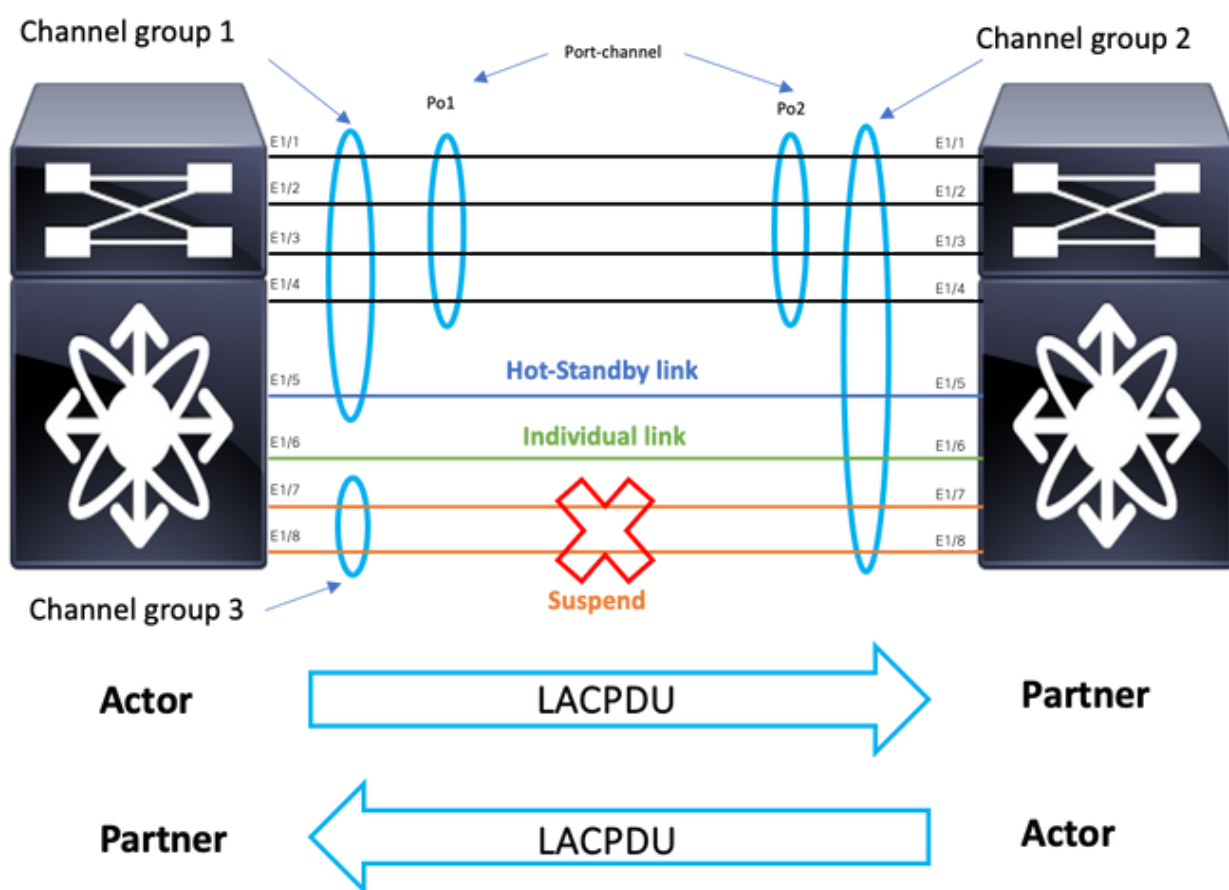 Channel group 1
Port-channel
Channel group 2
Po1
Po2
E1/1
E1/1
E1/2
E1/2
E1/3
E1/3
E1/4
E1/4
Hot-Standby link
E1/5
E1/5
Individual link
E1/6
E1/6
E1/7
E1/7
E1/8
E1/8
Suspend
Channel group 3
Actor
LACPDU
Partner
Partner
LACPDU
Actor